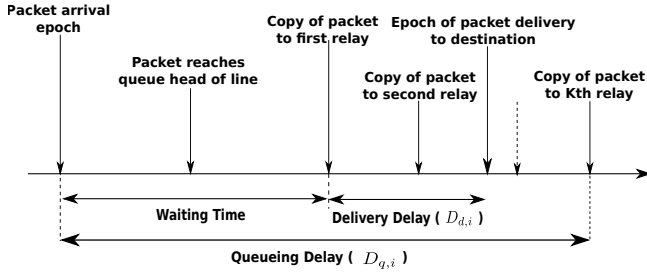 Packet arrival
epoch
Copy of packet
to first relay
Epoch of packet delivery
to destination
Packet reaches
queue head of line
Copy of packet
to second relay
Copy of packet
to Kth relay
Waiting Time
Delivery Delay ( D_{d,i} )
Queueing Delay ( D_{q,i} )